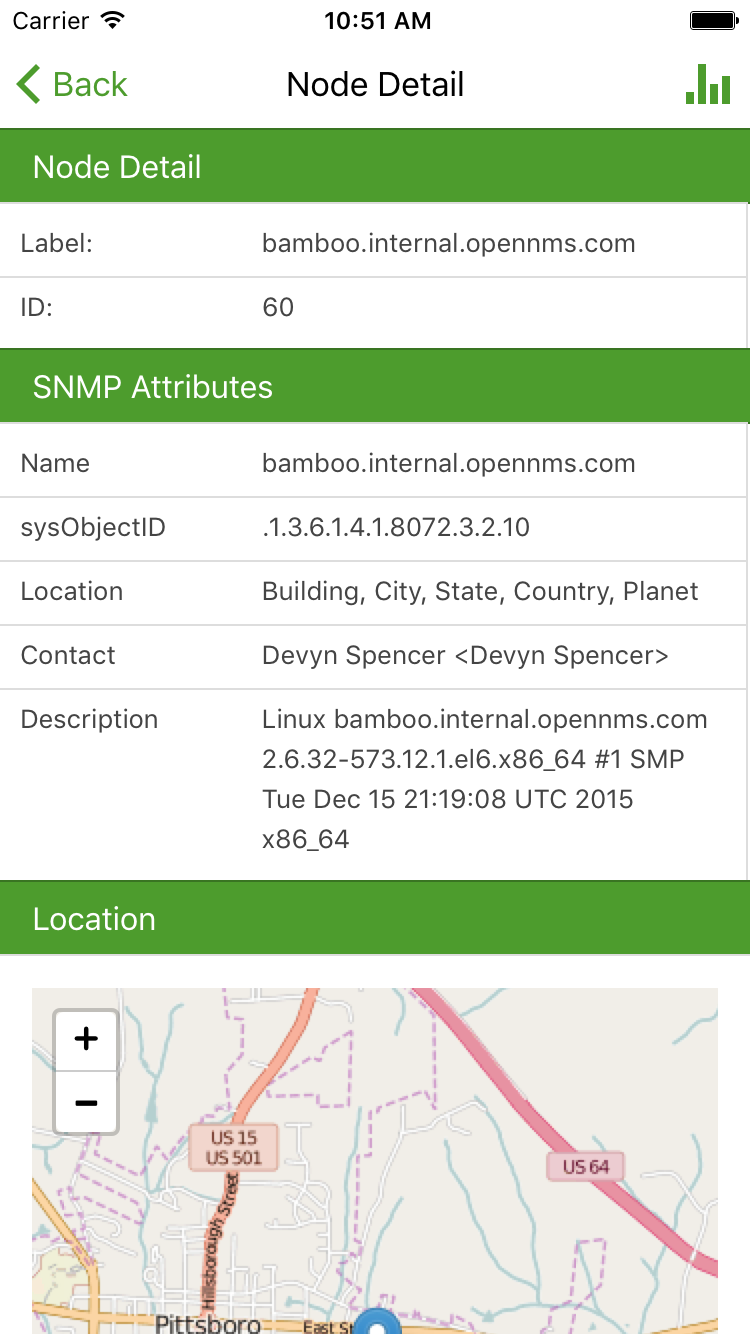 Carrier 10:51 AM
Back Node Detail
Node Detail
Label: bamboo.internal.opennms.com
ID: 60
SNMP Attributes
Name bamboo.internal.opennms.com
sysObjectID .1.3.6.1.4.1.8072.3.2.10
Location Building, City, State, Country, Planet
Contact Devyn Spencer <Devyn Spencer>
Description Linux bamboo.internal.opennms.com
2.6.32-573.12.1.el6.x86_64 #1 SMP
Tue Dec 15 21:19:08 UTC 2015
x86_64
Location
+
−
US 15
US 501
US 64
Hillsborough Street
Pittsboro
East St